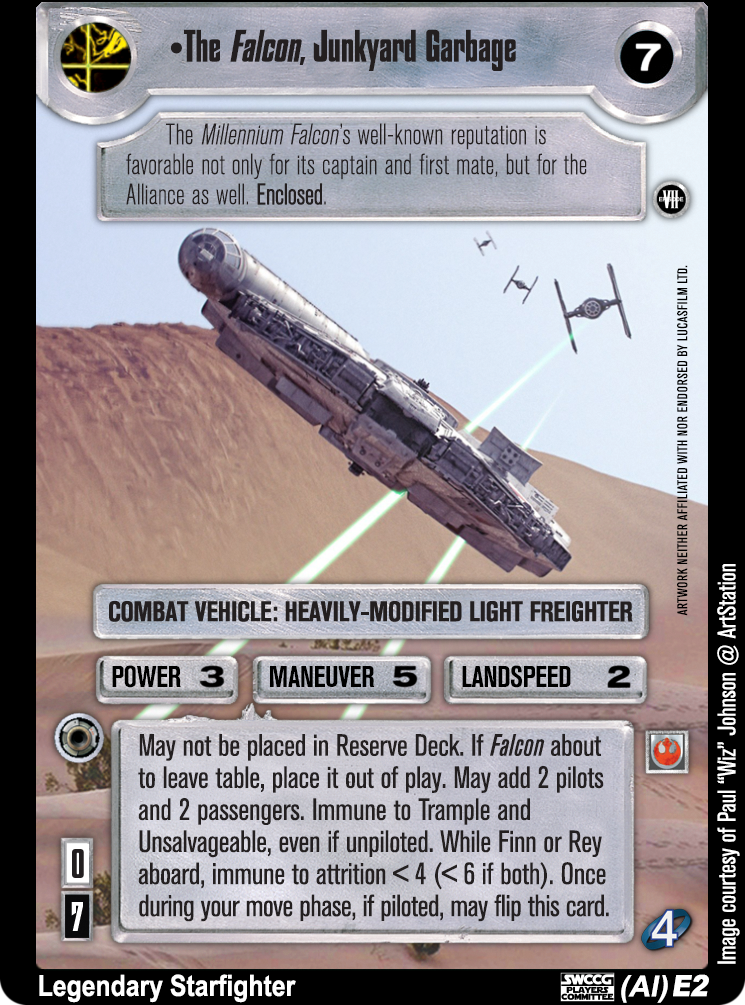 •The Falcon, Junkyard Garbage
7
The Millennium Falcon's well-known reputation is
favorable not only for its captain and first mate, but for the
Alliance as well. Enclosed.
EPISODE
VII
ARTWORK NEITHER AFFILIATED WITH NOR ENDORSED BY LUCASFILM LTD.
COMBAT VEHICLE: HEAVILY-MODIFIED LIGHT FREIGHTER
POWER 3
MANEUVER 5
LANDSPEED 2
May not be placed in Reserve Deck. If Falcon about
to leave table, place it out of play. May add 2 pilots
and 2 passengers. Immune to Trample and
Unsalvageable, even if unpiloted. While Finn or Rey
aboard, immune to attrition < 4 (< 6 if both). Once
during your move phase, if piloted, may flip this card.
0
7
4
Image courtesy of Paul "Wiz" Johnson @ ArtStation
Legendary Starfighter
SWCCG
PLAYERS
COMMITTEE
(AI) E2